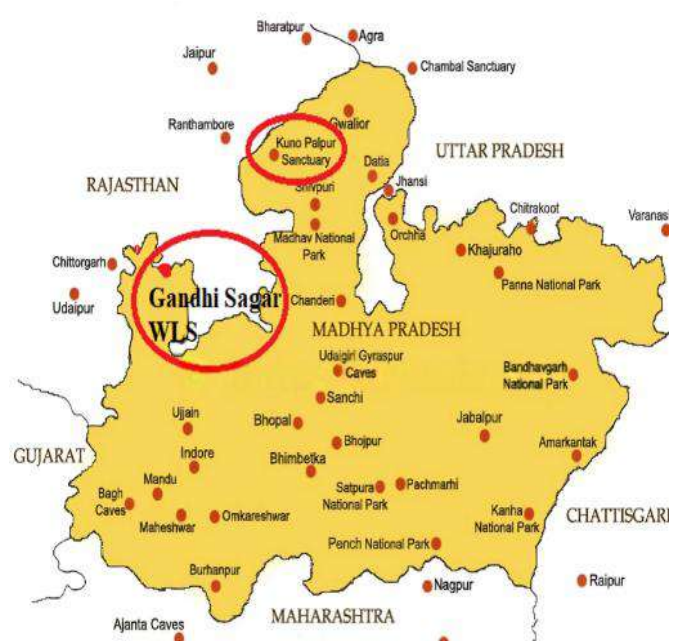 Bharatpur
Agra
Jaipur
Chambal Sanctuary
Ranthambore
Gwalior
Kuno Palpur
Sanctuary
UTTAR PRADESH
Datia
Jhansi
RAJASTHAN
Shivpuri
Chitrakoot
Varanas
Orchha
Madhav National
Park
Khajuraho
Chittorgarh
Panna National Park
Udaipur
Gandhi Sagar
WLS
Chanderi
MADHYA PRADESH
Udaigiri Gyraspur
Caves
Bandhavgarh
National Park
Sanchi
Ujjain
Bhopal
Jabalpur
Bhojpur
GUJARAT
Indore
Bhimbetka
Amarkantak
Mandu
Bagh
Caves
Satpura
National Park
Pachmarhi
Maheshwar
Omkareshwar
Kanha
National Park
CHATTISGARI
Pench National Park
Burhanpur
Nagpur
Raipur
MAHARASHTRA
Ajanta Caves